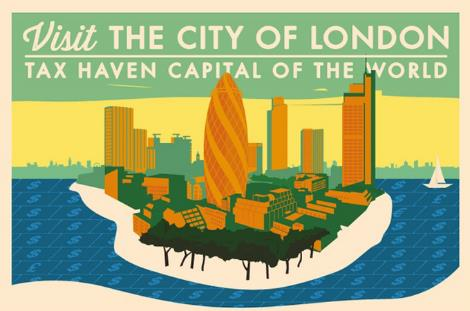 Visit THE CITY OF LONDON
TAX HAVEN CAPITAL OF THE WORLD